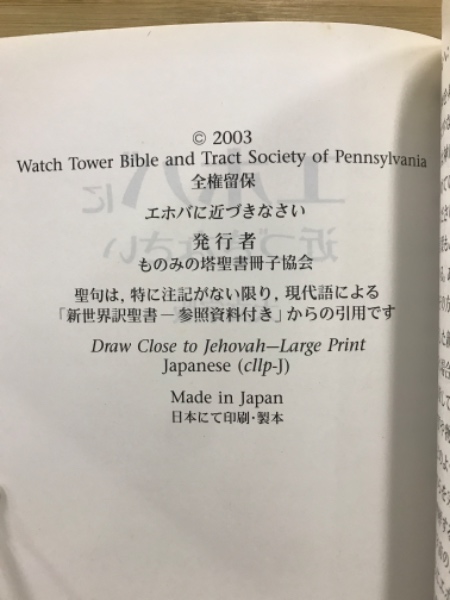 © 2003
Watch Tower Bible and Tract Society of Pennsylvania
全権留保
エホバに近づきなさい
発行者
ものみの塔聖書冊子協会
聖句は，特に注記がない限り，現代語による
「新世界訳聖書 ― 参照資料付き」からの引用です
Draw Close to Jehovah—Large Print
Japanese (cllp-J)
Made in Japan
日本にて印刷・製本